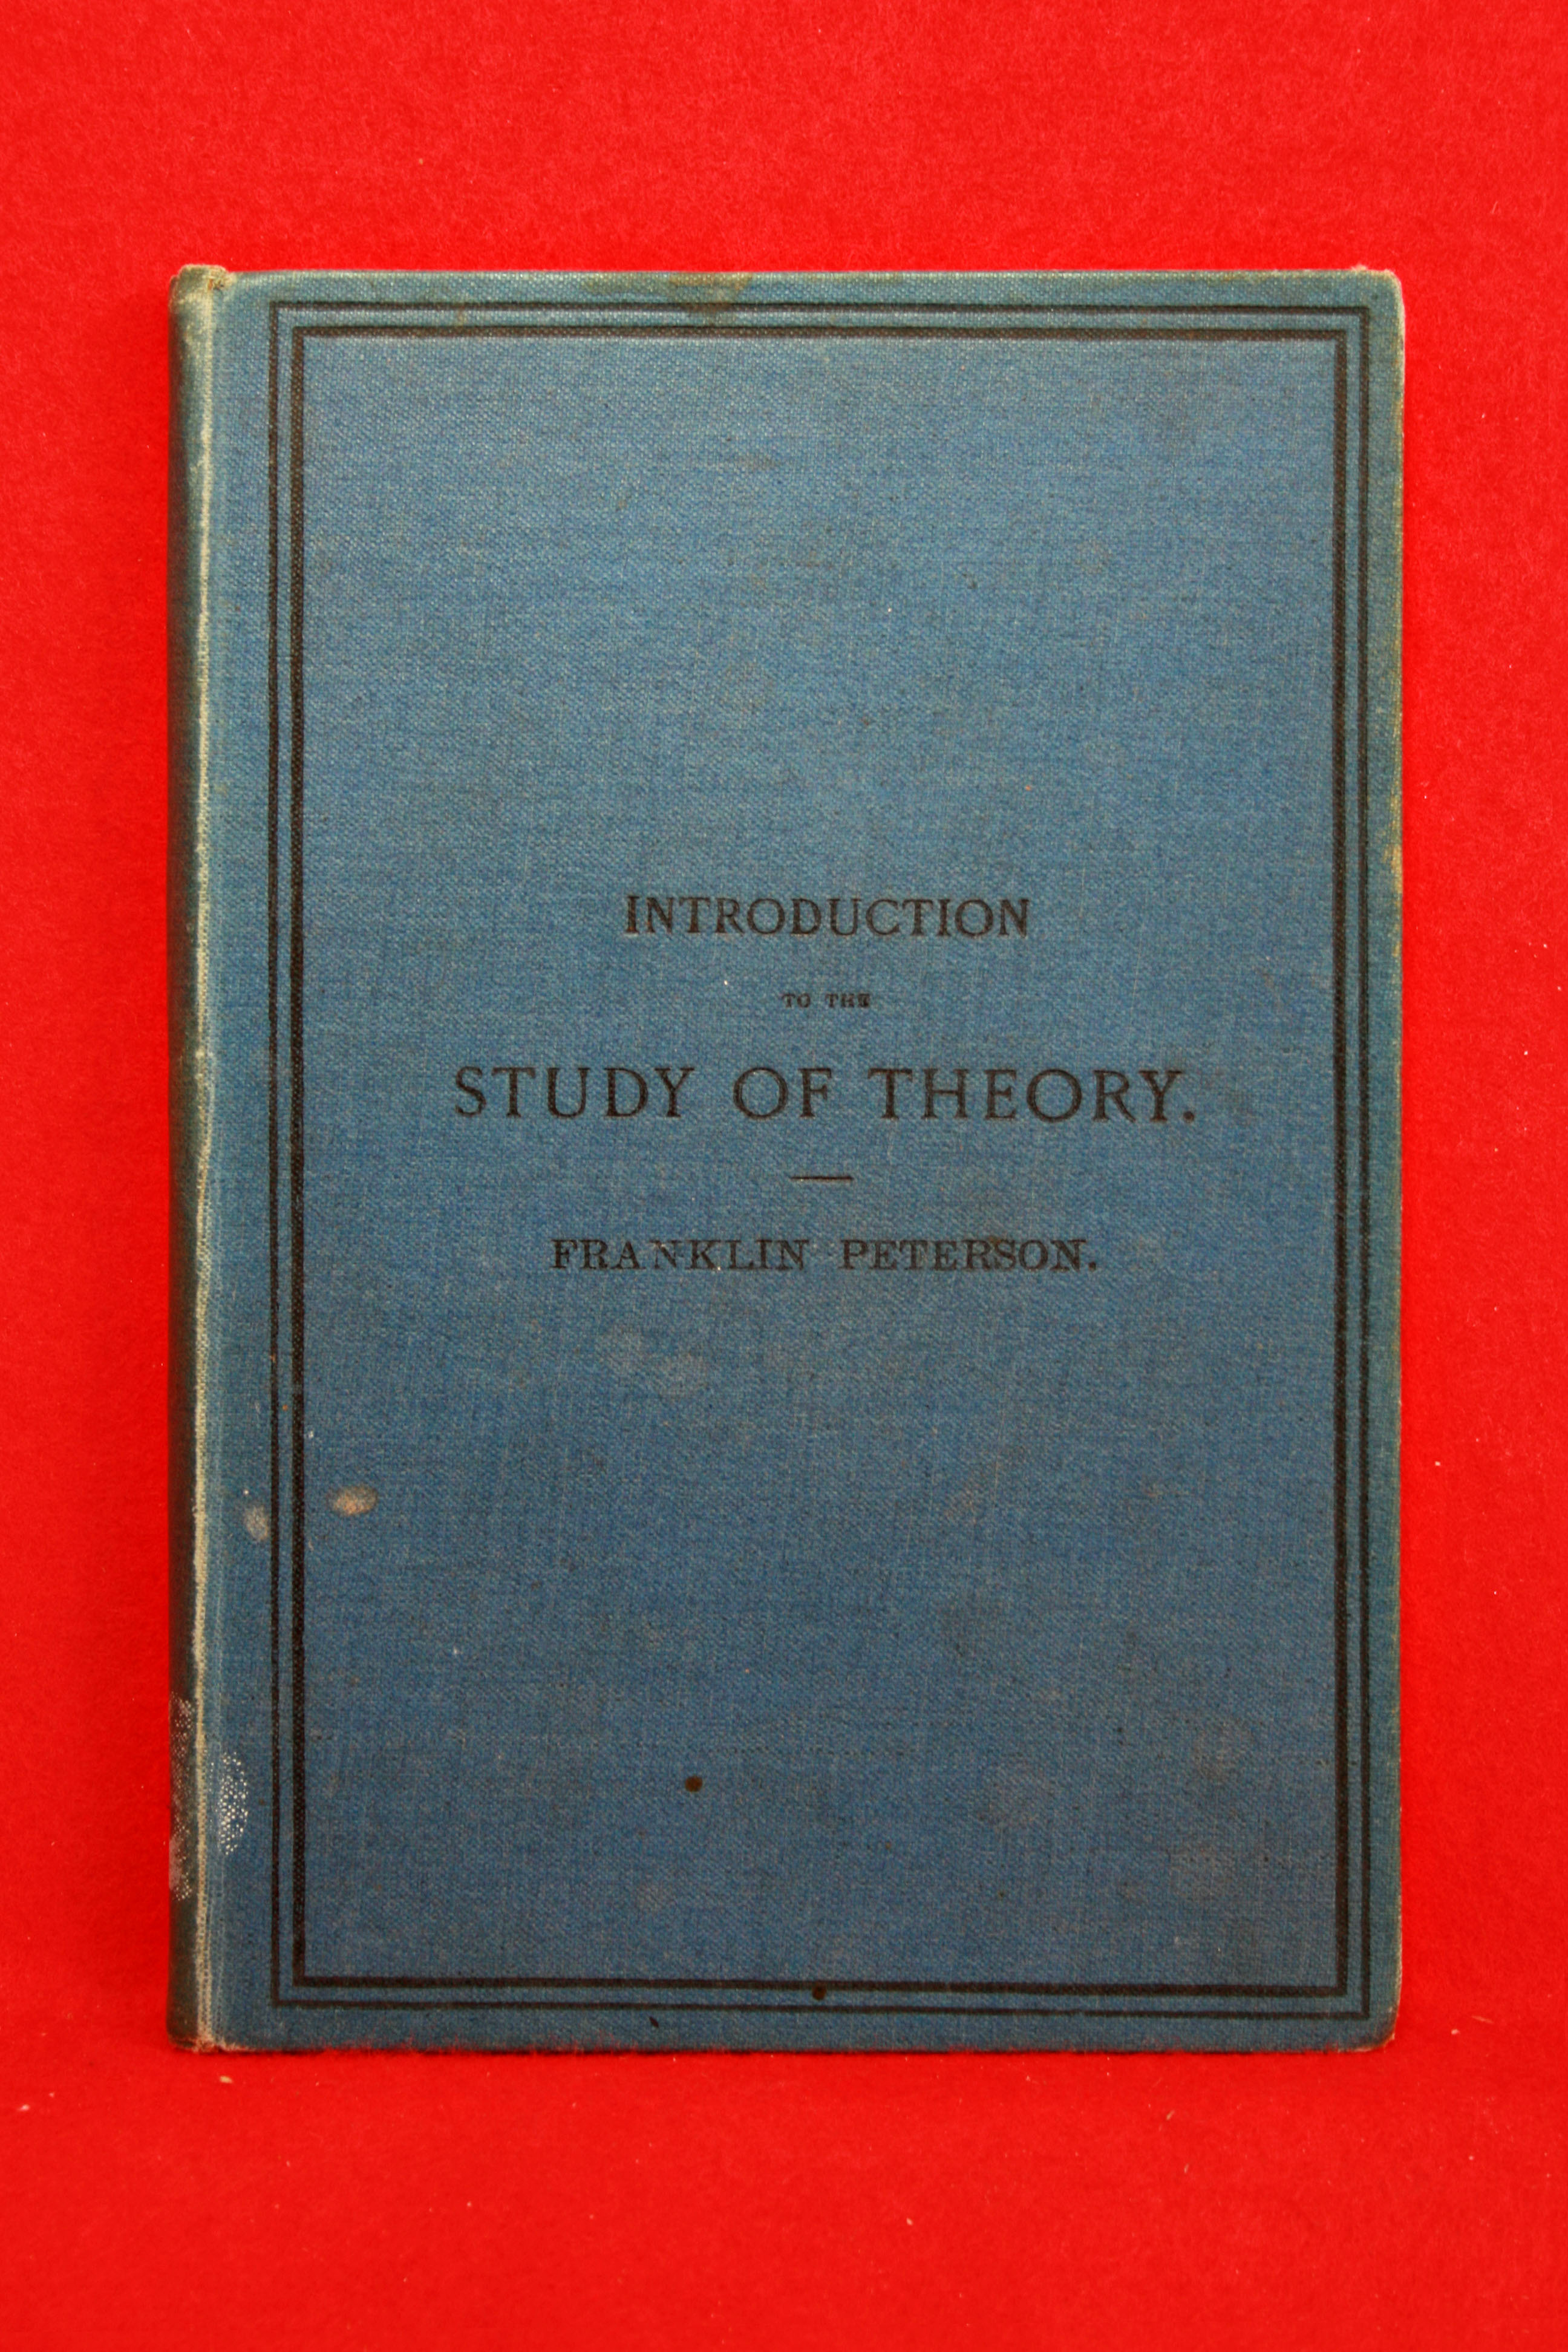 INTRODUCTION
TO THE
STUDY OF THEORY.
FRANKLIN PETERSON.